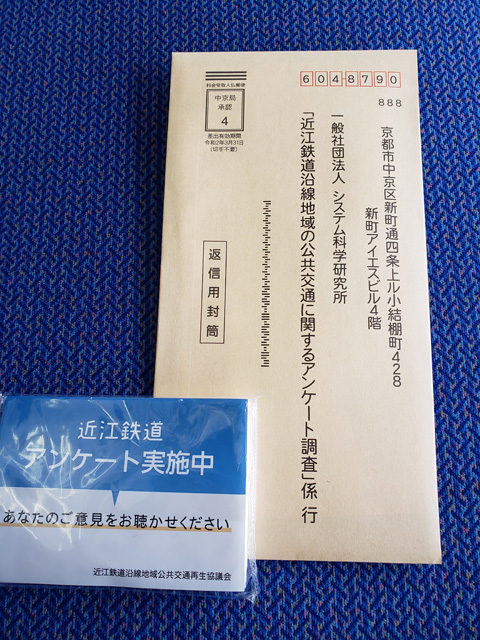 6048790
888
京都市中京区新町通四条上ル小結棚町428
新町アイエスビル4階
一般社団法人 システム科学研究所
「近江鉄道沿線地域の公共交通に関するアンケート調査」係 行
料金受取人払郵便
中京局
承認
4
差出有効期間
令和2年3月31日
(切手不要)
返信用封筒
近江鉄道
アンケート実施中
あなたのご意見をお聴かせください
近江鉄道沿線地域公共交通再生協議会